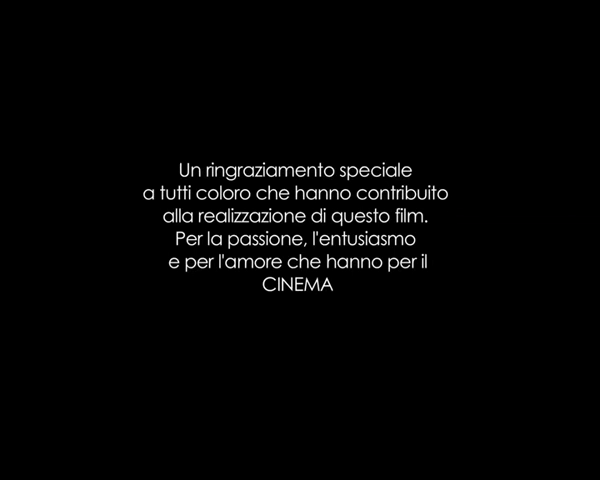 Un ringraziamento speciale
a tutti coloro che hanno contribuito
alla realizzazione di questo film.
Per la passione, l'entusiasmo
e per l'amore che hanno per il
CINEMA